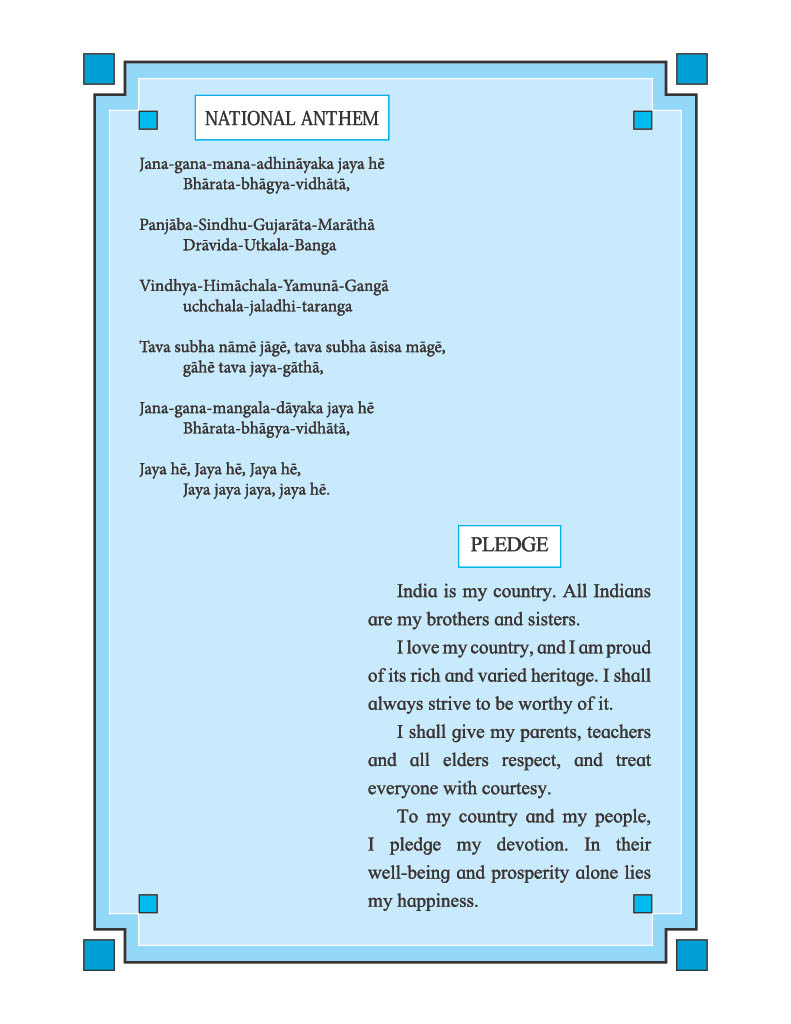 NATIONAL ANTHEM
Jana-gana-mana-adhināyaka jaya hē
Bhārata-bhāgya-vidhātā,
Panjāba-Sindhu-Gujarāta-Marāthā
Drāvida-Utkala-Banga
Vindhya-Himāchala-Yamunā-Gangā
uchchala-jaladhi-taranga
Tava subha nāmē jāgē, tava subha āsisa māgē,
gāhē tava jaya-gāthā,
Jana-gana-mangala-dāyaka jaya hē
Bhārata-bhāgya-vidhātā,
Jaya hē, Jaya hē, Jaya hē,
Jaya jaya jaya, jaya hē.
PLEDGE
India is my country. All Indians
are my brothers and sisters.
I love my country, and I am proud
of its rich and varied heritage. I shall
always strive to be worthy of it.
I shall give my parents, teachers
and all elders respect, and treat
everyone with courtesy.
To my country and my people,
I pledge my devotion. In their
well-being and prosperity alone lies
my happiness.